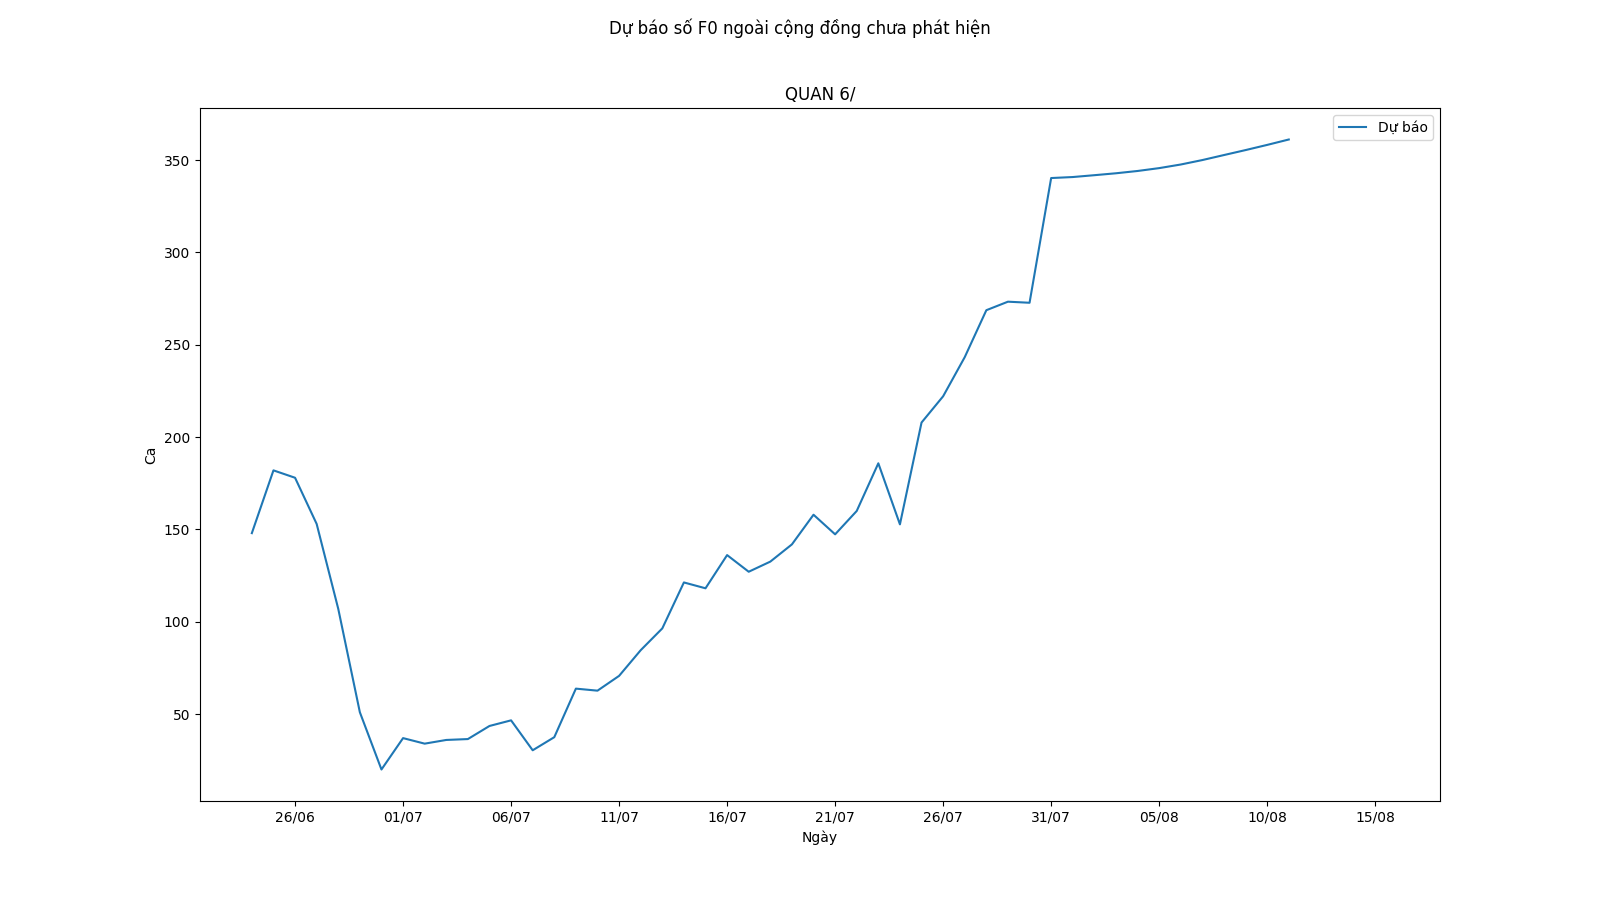 Dự báo số F0 ngoài cộng đồng chưa phát hiện
QUAN 6/
Dự báo
350
300
250
200
150
100
50
Ca
26/06 01/07 06/07 11/07 16/07 21/07 26/07 31/07 05/08 10/08 15/08
Ngày